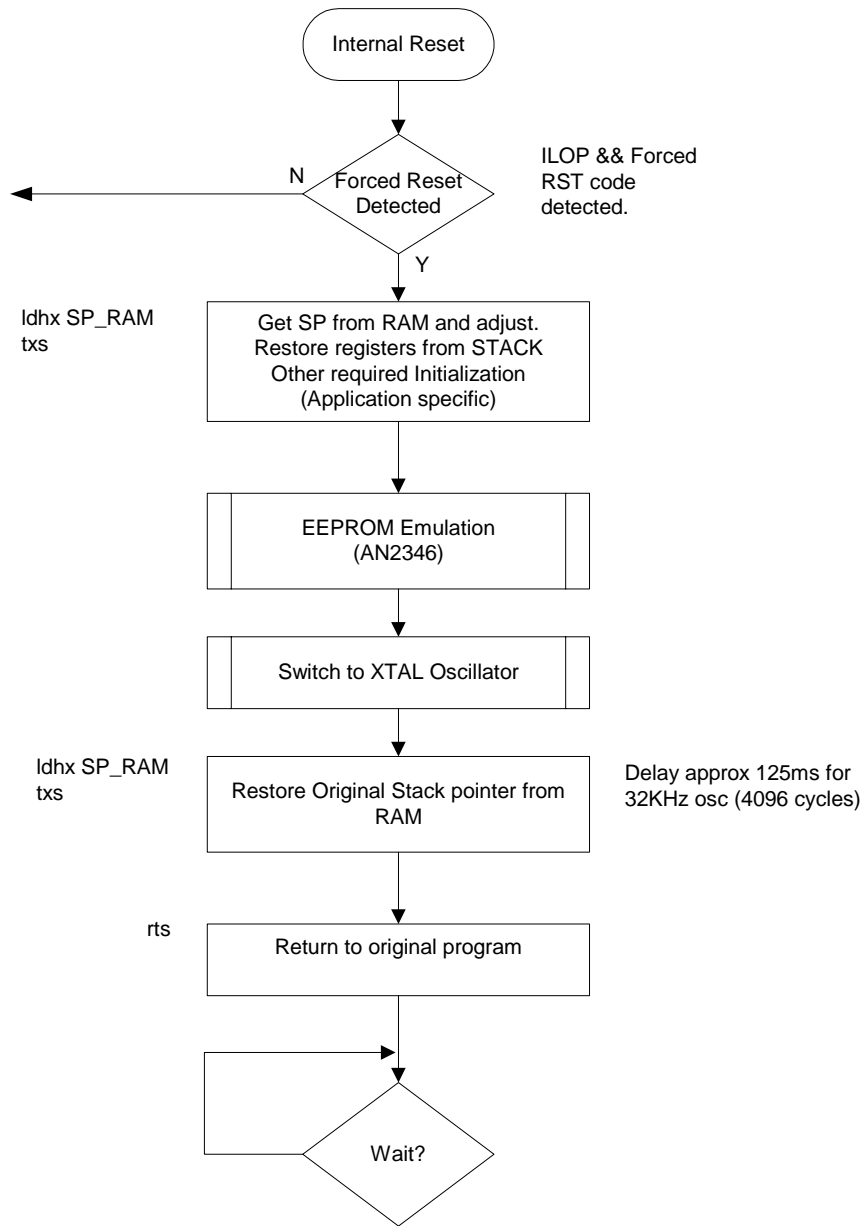 Internal Reset
N
Forced Reset
Detected
ILOP && Forced
RST code
detected.
Y
ldhx SP_RAM
txs
Get SP from RAM and adjust.
Restore registers from STACK
Other required Initialization
(Application specific)
EEPROM Emulation
(AN2346)
Switch to XTAL Oscillator
ldhx SP_RAM
txs
Restore Original Stack pointer from
RAM
Delay approx 125ms for
32KHz osc (4096 cycles)
rts
Return to original program
Wait?